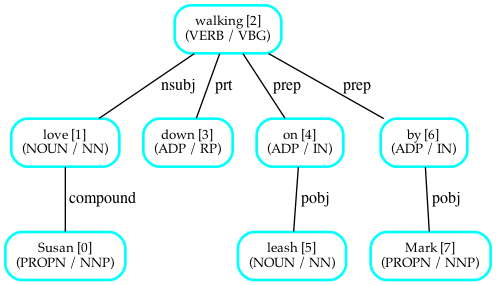 walking [2]
(VERB / VBG)
nsubj
prt
prep
prep
love [1]
(NOUN / NN)
down [3]
(ADP / RP)
on [4]
(ADP / IN)
by [6]
(ADP / IN)
compound
pobj
pobj
Susan [0]
(PROPN / NNP)
leash [5]
(NOUN / NN)
Mark [7]
(PROPN / NNP)